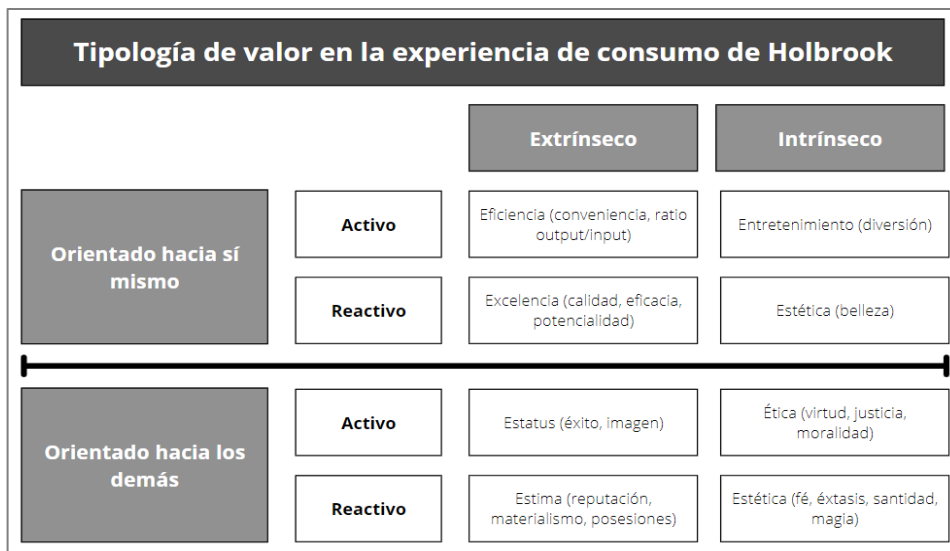 Tipología de valor en la experiencia de consumo de Holbrook
Extrínseco
Intrínseco
Orientado hacia sí
mismo
Activo
Eficiencia (conveniencia, ratio
output/input)
Entretenimiento (diversión)
Reactivo
Excelencia (calidad, eficacia,
potencialidad)
Estética (belleza)
Orientado hacia los
demás
Activo
Estatus (éxito, imagen)
Ética (virtud, justicia,
moralidad)
Reactivo
Estima (reputación,
materialismo, posesiones)
Estética (fé, éxtasis, santidad,
magia)